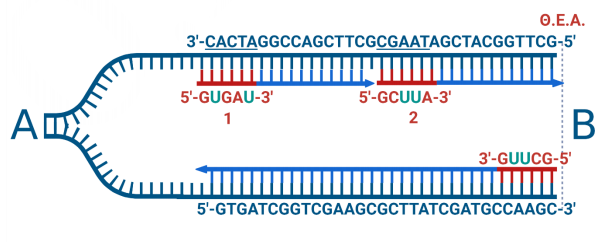 Θ.Ε.Α.
3'-CACTAGGCCAGCTTCGCGAATAGCTACGGTTCG-5'
5'-GUGAU-3' 5'-GCUUA-3'
1 2
A B
3'-GUUCG-5'
5'-GTGATCGGTCGAAGCGCTTATCGATGCCAAGC-3'